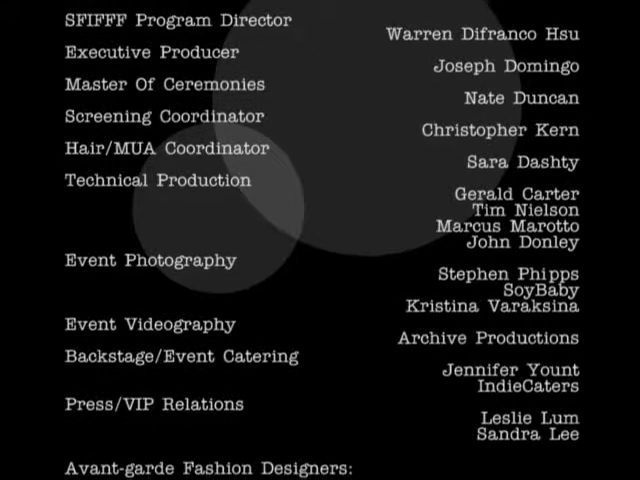 SFIFFF Program Director
Warren Difranco Hsu
Executive Producer
Joseph Domingo
Master Of Ceremonies
Nate Duncan
Screening Coordinator
Christopher Kern
Hair/MUA Coordinator
Sara Dashty
Technical Production
Gerald Carter
Tim Nielson
Marcus Marotto
John Donley
Event Photography
Stephen Phipps
SoyBaby
Kristina Varaksina
Event Videography
Archive Productions
Backstage/Event Catering
Jennifer Yount
IndieCaters
Press/VIP Relations
Leslie Lum
Sandra Lee
Avant-garde Fashion Designers: